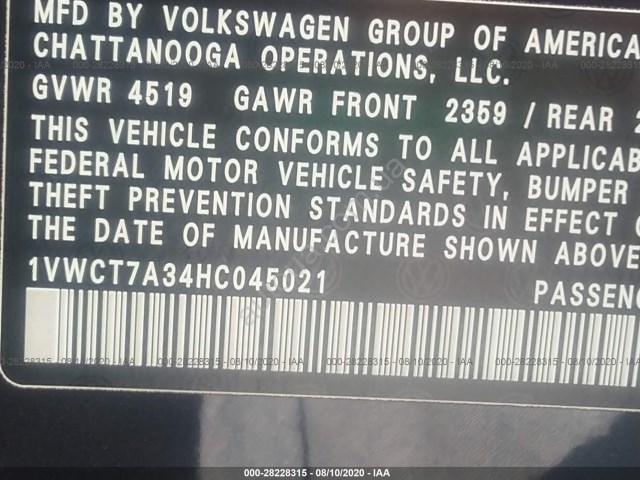 MFD BY VOLKSWAGEN GROUP OF AMERICA
CHATTANOOGA OPERATIONS, LLC.
GVWR 4519 GAWR FRONT 2359 / REAR 2
THIS VEHICLE CONFORMS TO ALL APPLICAB
FEDERAL MOTOR VEHICLE SAFETY, BUMPER
THEFT PREVENTION STANDARDS IN EFFECT O
THE DATE OF MANUFACTURE SHOWN ABOVE
1VWCT7A34HC045021 PASSENG
000-28228315 - 08/10/2020 - IAA